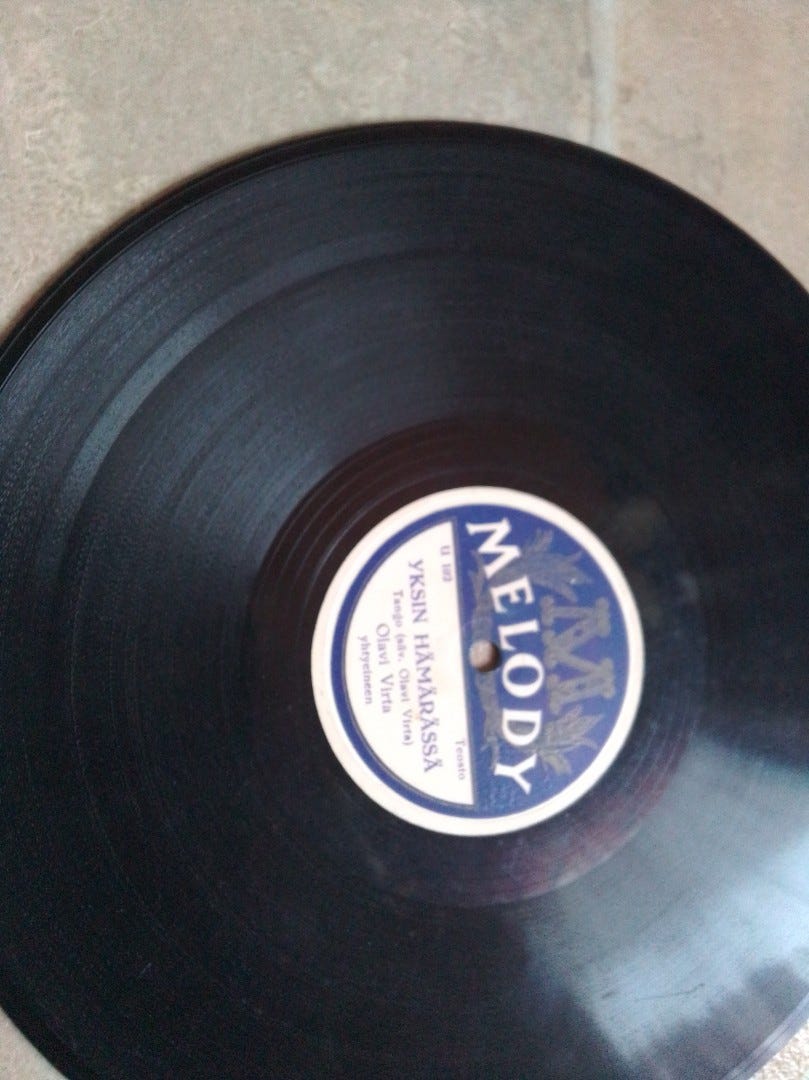 M
MELODY
U 102
Teosto
YKSIN HÄMÄRÄSSÄ
Tango (säv. Olavi Virta)
Olavi Virta
yhtyeineen